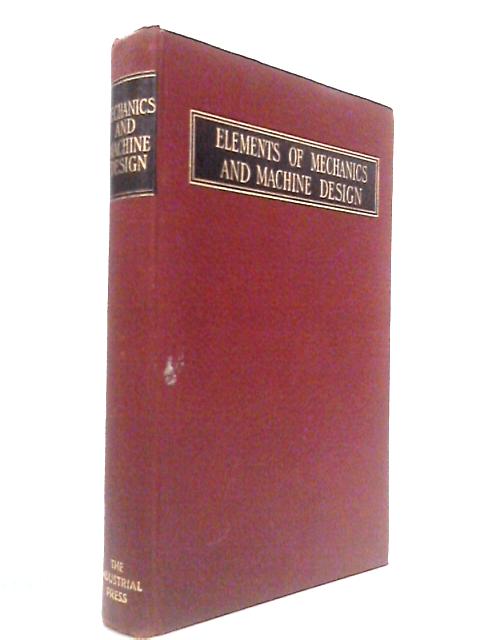 MECHANICS
AND
MACHINE
DESIGN
ELEMENTS OF MECHANICS
AND MACHINE DESIGN
THE
INDUSTRIAL
PRESS